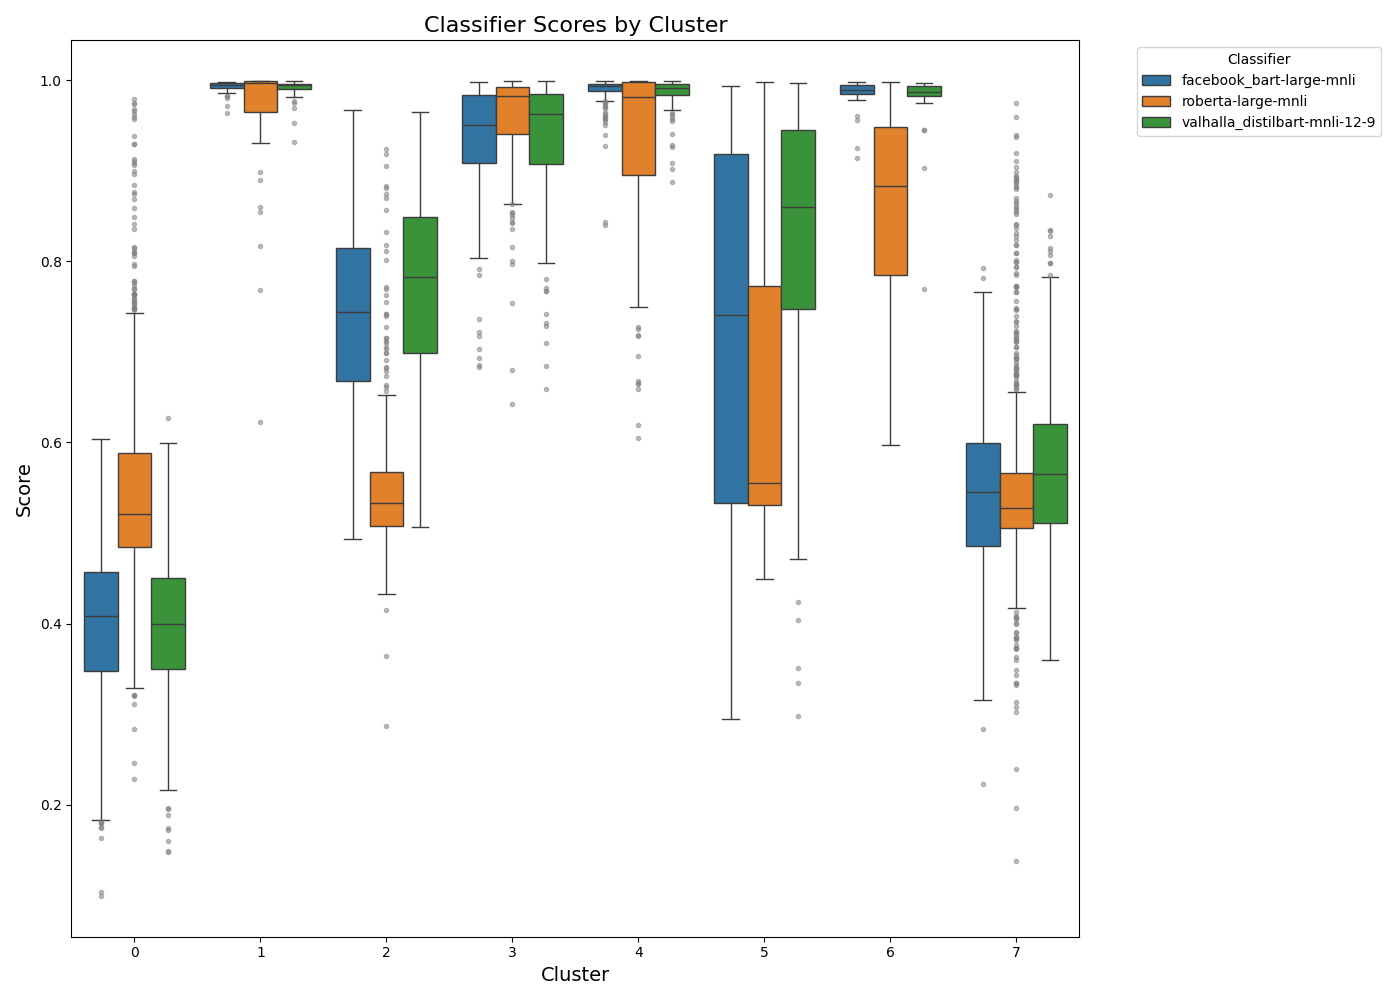 Classifier Scores by Cluster
Classifier
facebook_bart-large-mnli
roberta-large-mnli
valhalla_distilbart-mnli-12-9
Score
1.0
0.8
0.6
0.4
0.2
0 1 2 3 4 5 6 7
Cluster